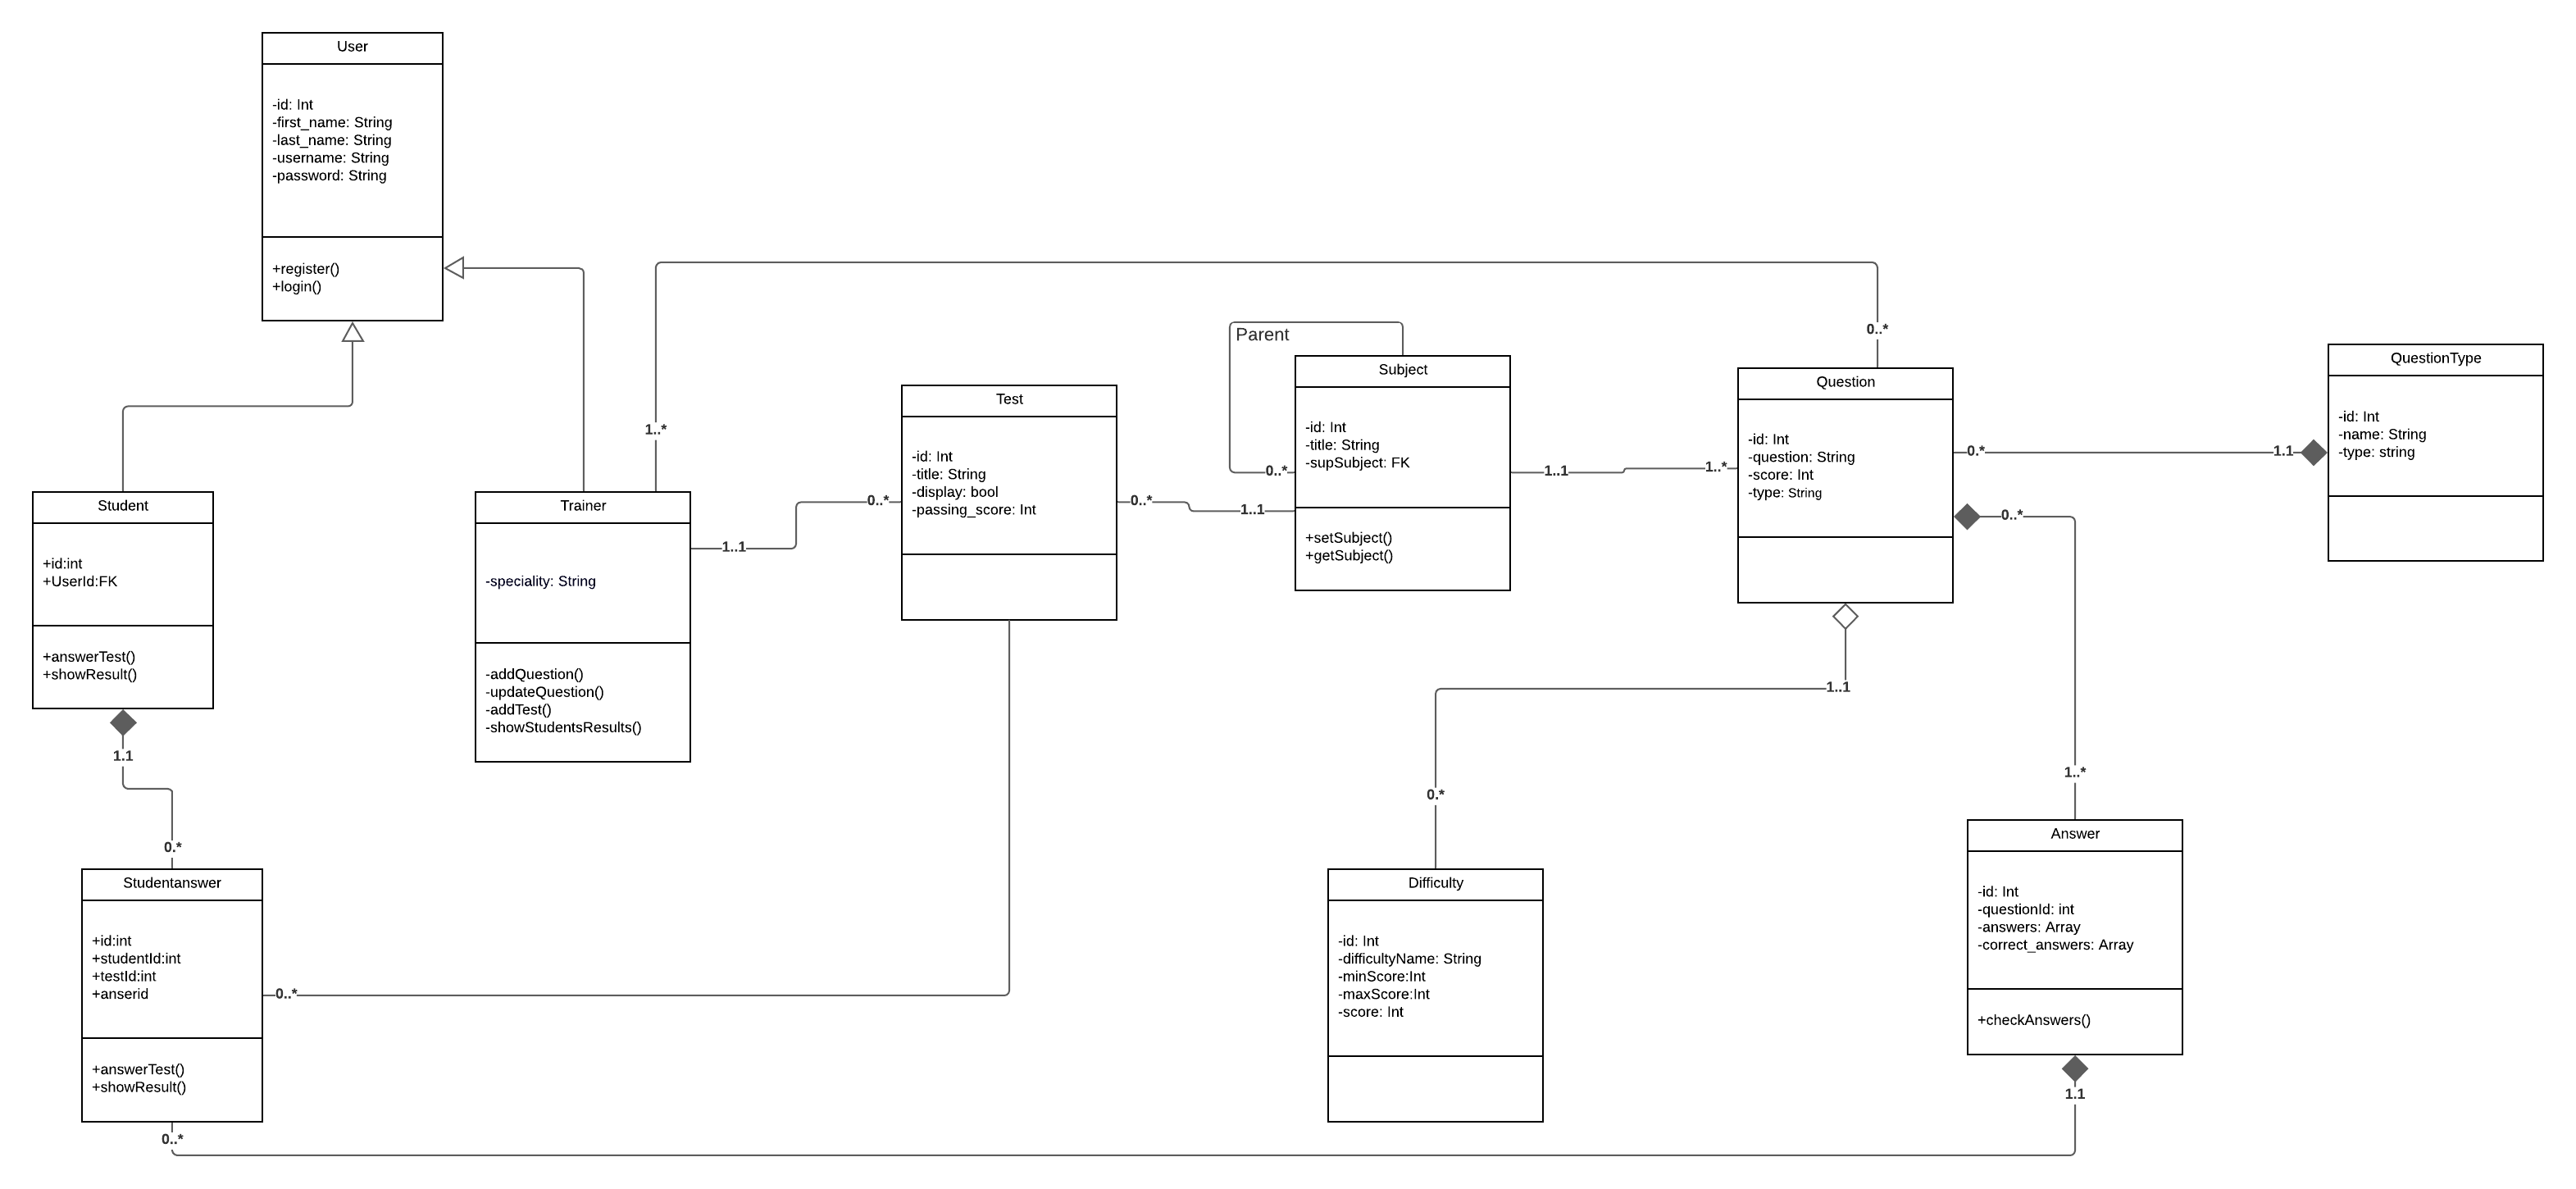 User
-id: Int
-first_name: String
-last_name: String
-username: String
-password: String
+register()
+login()
Student
+id:int
+UserId:FK
+answerTest()
+showResult()
1.1
0.*
Studentanswer
+id:int
+studentId:int
+testId:int
+anserid
+answerTest()
+showResult()
0..*
0..*
1..*
Trainer
-speciality: String
-addQuestion()
-updateQuestion()
-addTest()
-showStudentsResults()
1..1
0..*
Test
-id: Int
-title: String
-display: bool
-passing_score: Int
0..*
1..1
Parent
0..*
Subject
-id: Int
-title: String
-supSubject: FK
+setSubject()
+getSubject()
1..1
1..*
0..*
Question
-id: Int
-question: String
-score: Int
-type: String
0.*
1.1
QuestionType
-id: Int
-name: String
-type: string
0..*
1..*
1..1
0.*
Difficulty
-id: Int
-difficultyName: String
-minScore:Int
-maxScore:Int
-score: Int
Answer
-id: Int
-questionId: int
-answers: Array
-correct_answers: Array
+checkAnswers()
1.1